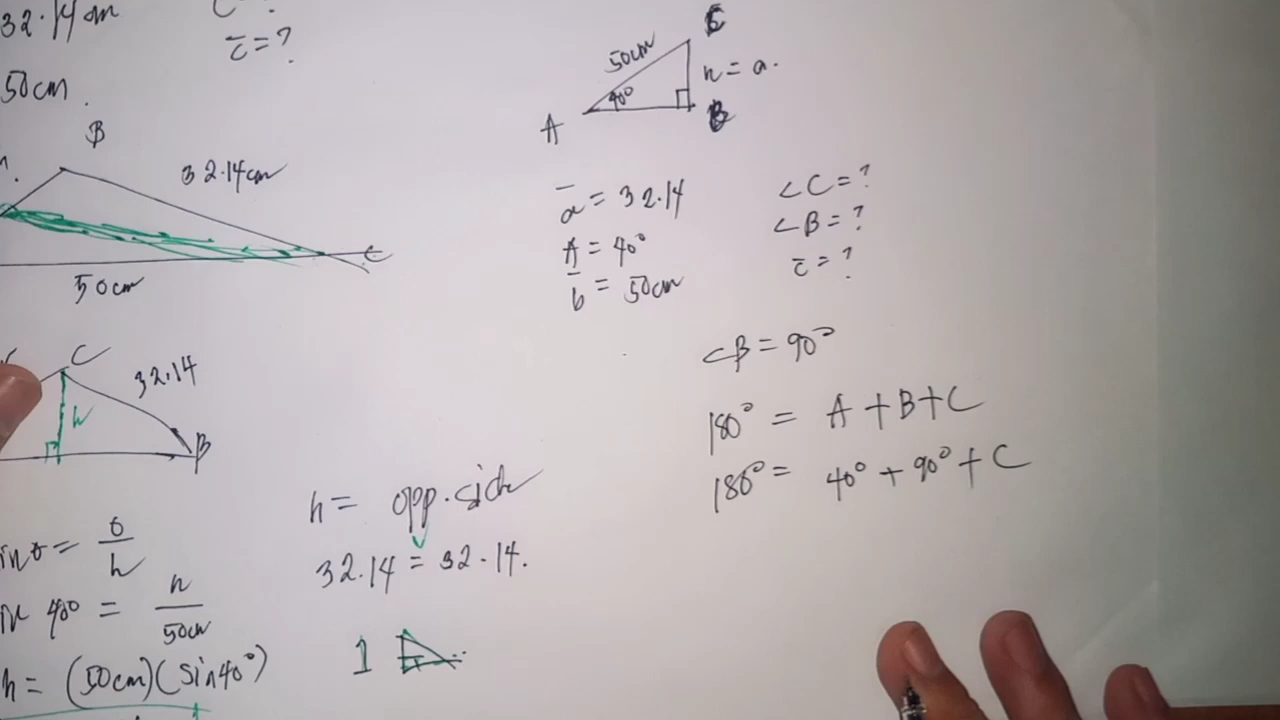 32.14 cm
c̄ = ?
50cm.
B
32.14cm
C
50cm
C
32.14
h
B
sin θ = o/h
sin 40° = h/50cm
h = (50cm)(sin40°)
h = opp. side
32.14 = 32.14.
1
50cm
C
40°
h = a.
A
B
ā = 32.14
A = 40°
b̄ = 50cm
<C = ?
<B = ?
c̄ = ?
<B = 90°
180° = A + B + C
180° = 40° + 90° + C